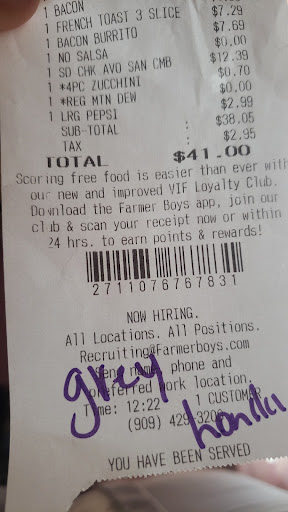 1 BACON
1 FRENCH TOAST 3 SLICE $7.29
1 BACON BURRITO $7.69
1 NO SALSA $0.00
1 SD CHK AVO SAN CMB $12.39
1 *4PC ZUCCHINI $0.70
1 *REG MTN DEW $0.00
1 LRG PEPSI $2.99
SUB-TOTAL : $38.05
TAX : $2.95
TOTAL $41.00
Scoring free food is easier than ever with
our new and improved VIF Loyalty Club.
Download the Farmer Boys app, join our
club & scan your receipt now or within
24 hrs. to earn points & rewards!
2711076767831
NOW HIRING.
All Locations. All Positions.
Recruiting@Farmerboys.com
Send name, phone and
preferred work location.
Time: 12:22 1 CUSTOMER
(909) 429-3200
grey
honda
YOU HAVE BEEN SERVED